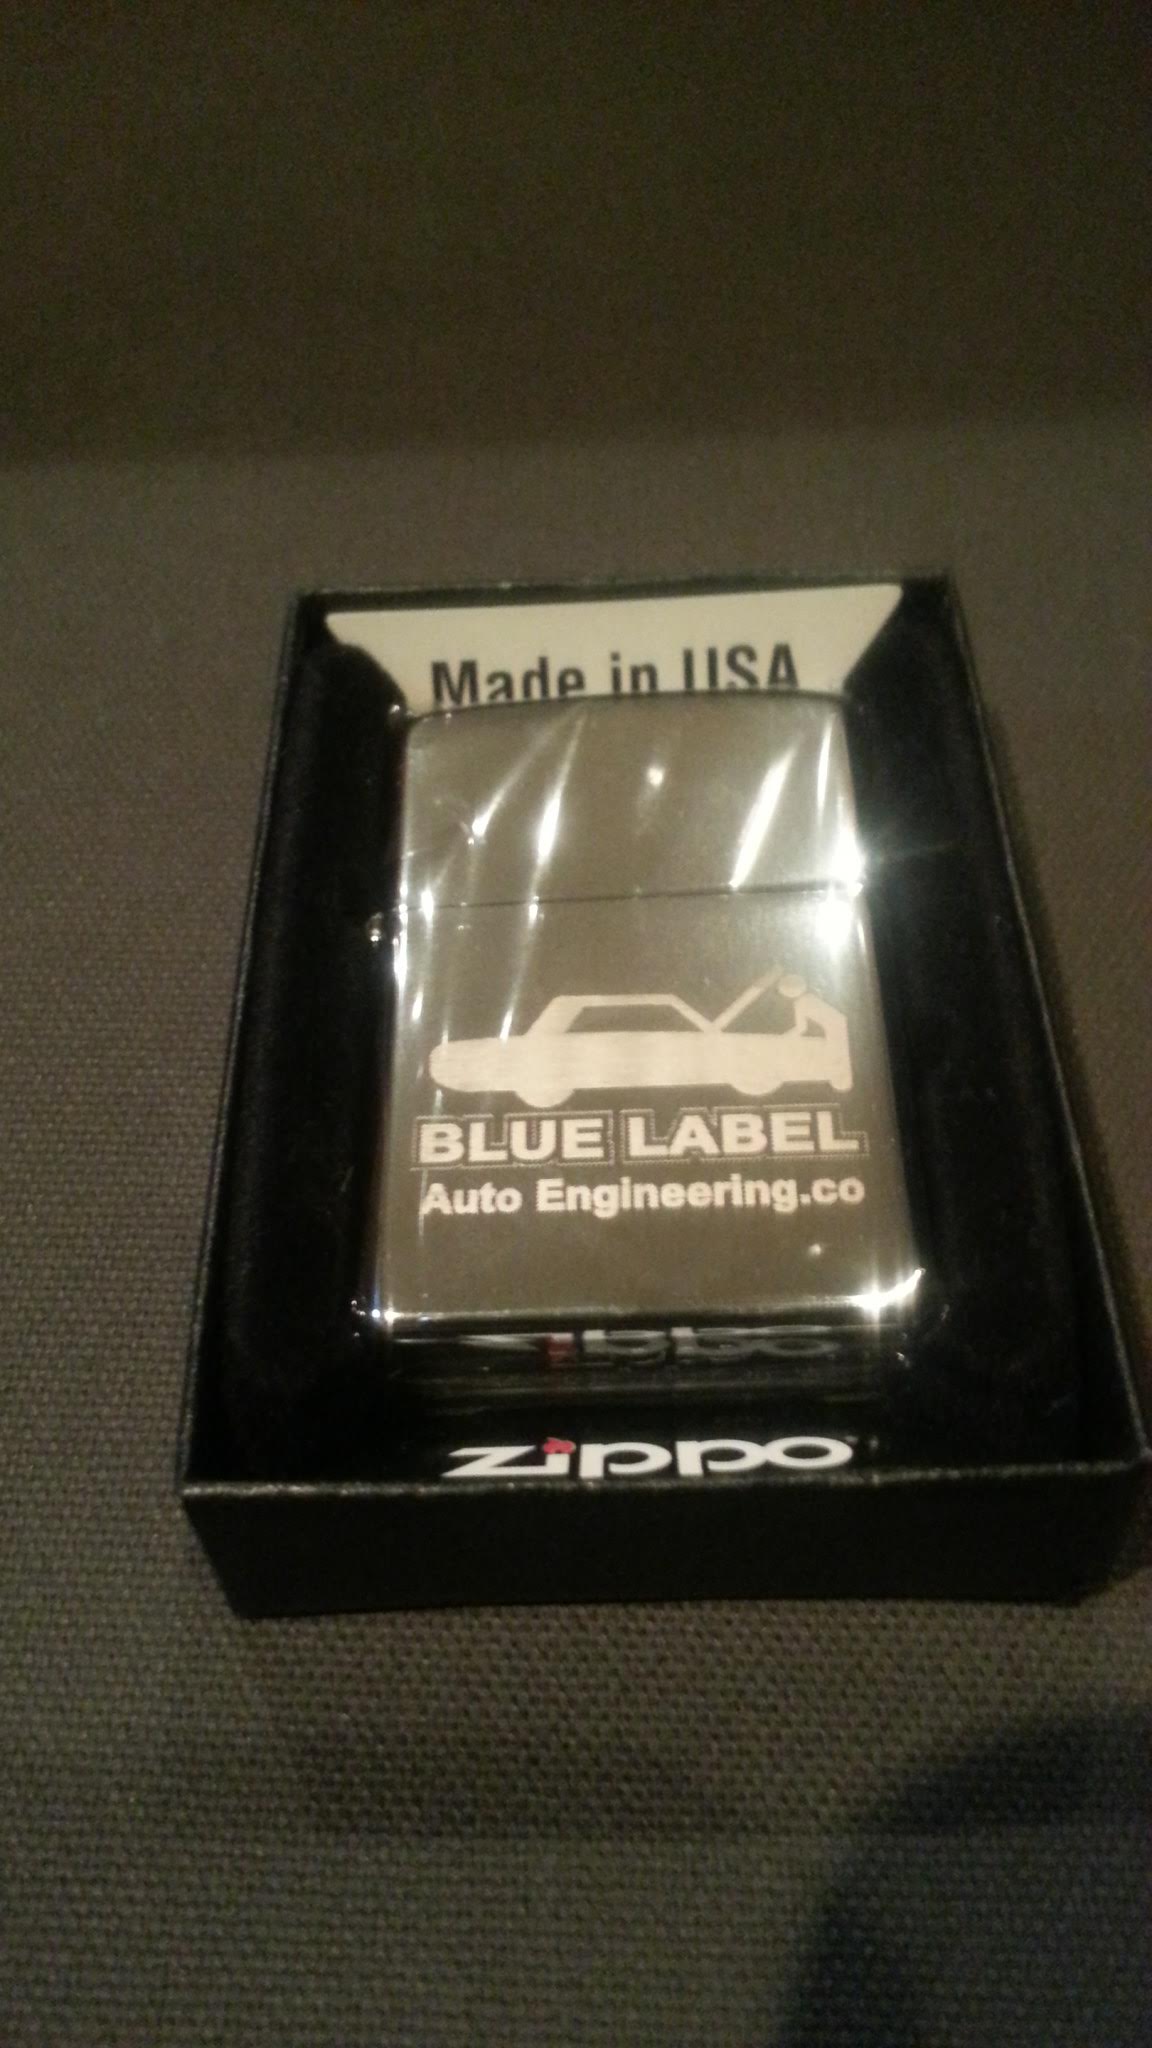 Made in USA
BLUE LABEL
Auto Engineering.co
zippo